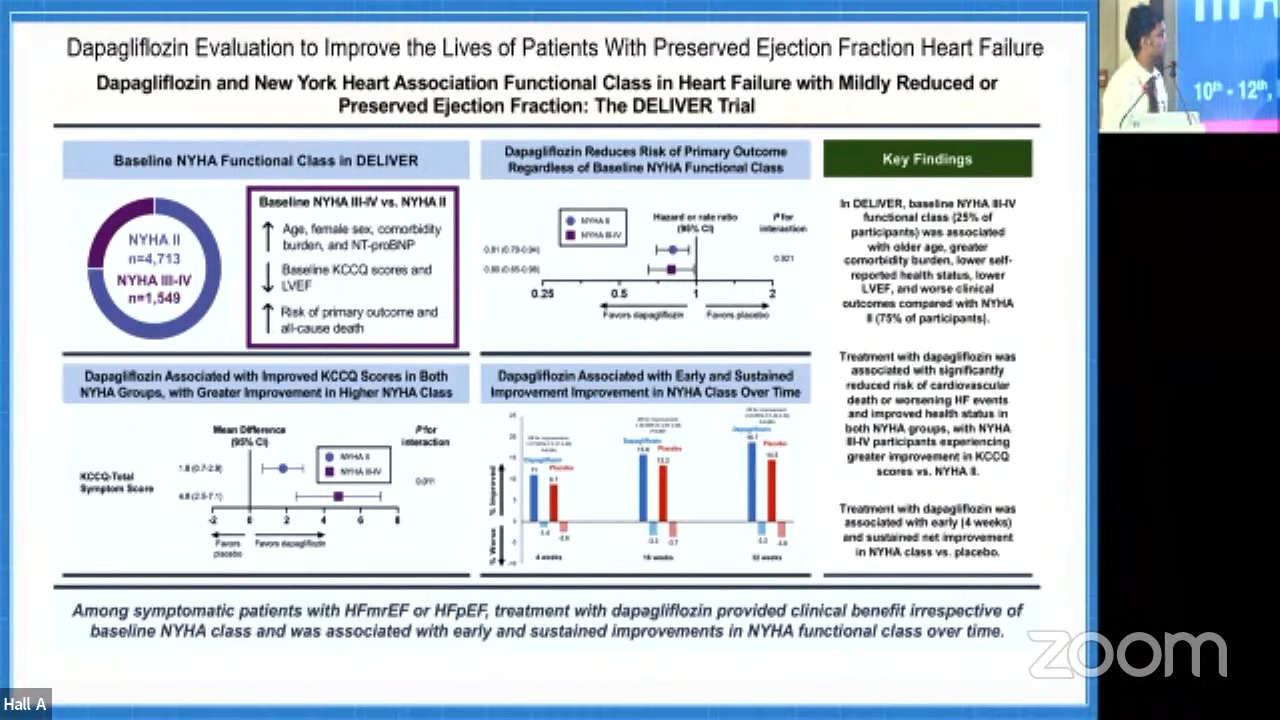 Dapagliflozin Evaluation to Improve the Lives of Patients With Preserved Ejection Fraction Heart Failure
Dapagliflozin and New York Heart Association Functional Class in Heart Failure with Mildly Reduced or
Preserved Ejection Fraction: The DELIVER Trial
Baseline NYHA Functional Class in DELIVER
NYHA II
n=4,713
NYHA III-IV
n=1,549
Baseline NYHA III-IV vs. NYHA II
Age, female sex, comorbidity
burden, and NT-proBNP
Baseline KCCQ scores and
LVEF
Risk of primary outcome and
all-cause death
Dapagliflozin Reduces Risk of Primary Outcome
Regardless of Baseline NYHA Functional Class
NYHA II
NYHA III-IV
Hazard or rate ratio
(95% CI)
P for
interaction
0.81 (0.70-0.94)
0.80 (0.65-0.98)
0.921
0.25 0.5 1 2
Favors dapagliflozin Favors placebo
Dapagliflozin Associated with Improved KCCQ Scores in Both
NYHA Groups, with Greater Improvement in Higher NYHA Class
Mean Difference
(95% CI)
P for
interaction
NYHA II
NYHA III-IV
KCCQ-Total
Symptom Score
1.8 (0.7-2.9)
4.8 (2.5-7.1)
0.011
-2 0 2 4 6 8
Favors
placebo
Favors dapagliflozin
Dapagliflozin Associated with Early and Sustained
Improvement Improvement in NYHA Class Over Time
% Improved
% Worse
Dapagliflozin
Placebo
Dapagliflozin
Placebo
Dapagliflozin
Placebo
4 weeks
16 weeks
32 weeks
Key Findings
In DELIVER, baseline NYHA III-IV
functional class (25% of
participants) was associated
with older age, greater
comorbidity burden, lower self-
reported health status, lower
LVEF, and worse clinical
outcomes compared with NYHA
II (75% of participants).
Treatment with dapagliflozin was
associated with significantly
reduced risk of cardiovascular
death or worsening HF events
and improved health status in
both NYHA groups, with NYHA
III-IV participants experiencing
greater improvement in KCCQ
scores vs. NYHA II.
Treatment with dapagliflozin was
associated with early (4 weeks)
and sustained net improvement
in NYHA class vs. placebo.
Among symptomatic patients with HFmrEF or HFpEF, treatment with dapagliflozin provided clinical benefit irrespective of
baseline NYHA class and was associated with early and sustained improvements in NYHA functional class over time.
10th - 12th,
zoom
Hall A